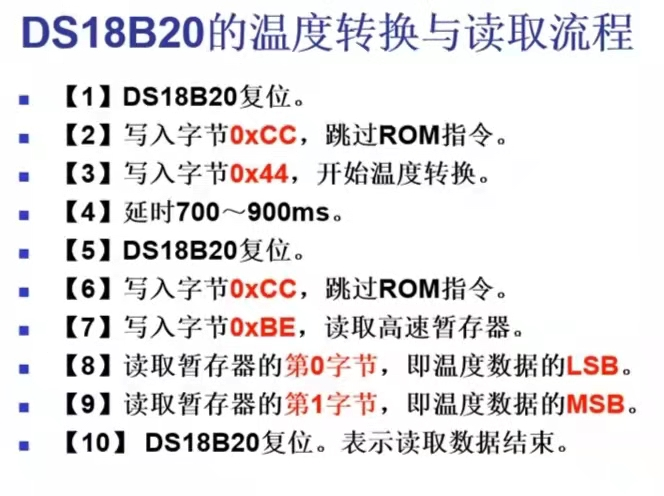 DS18B20的温度转换与读取流程
■ 【1】DS18B20复位。
■ 【2】写入字节0xCC，跳过ROM指令。
■ 【3】写入字节0x44，开始温度转换。
■ 【4】延时700～900ms。
■ 【5】DS18B20复位。
■ 【6】写入字节0xCC，跳过ROM指令。
■ 【7】写入字节0xBE，读取高速暂存器。
■ 【8】读取暂存器的第0字节，即温度数据的LSB。
■ 【9】读取暂存器的第1字节，即温度数据的MSB。
■ 【10】 DS18B20复位。表示读取数据结束。